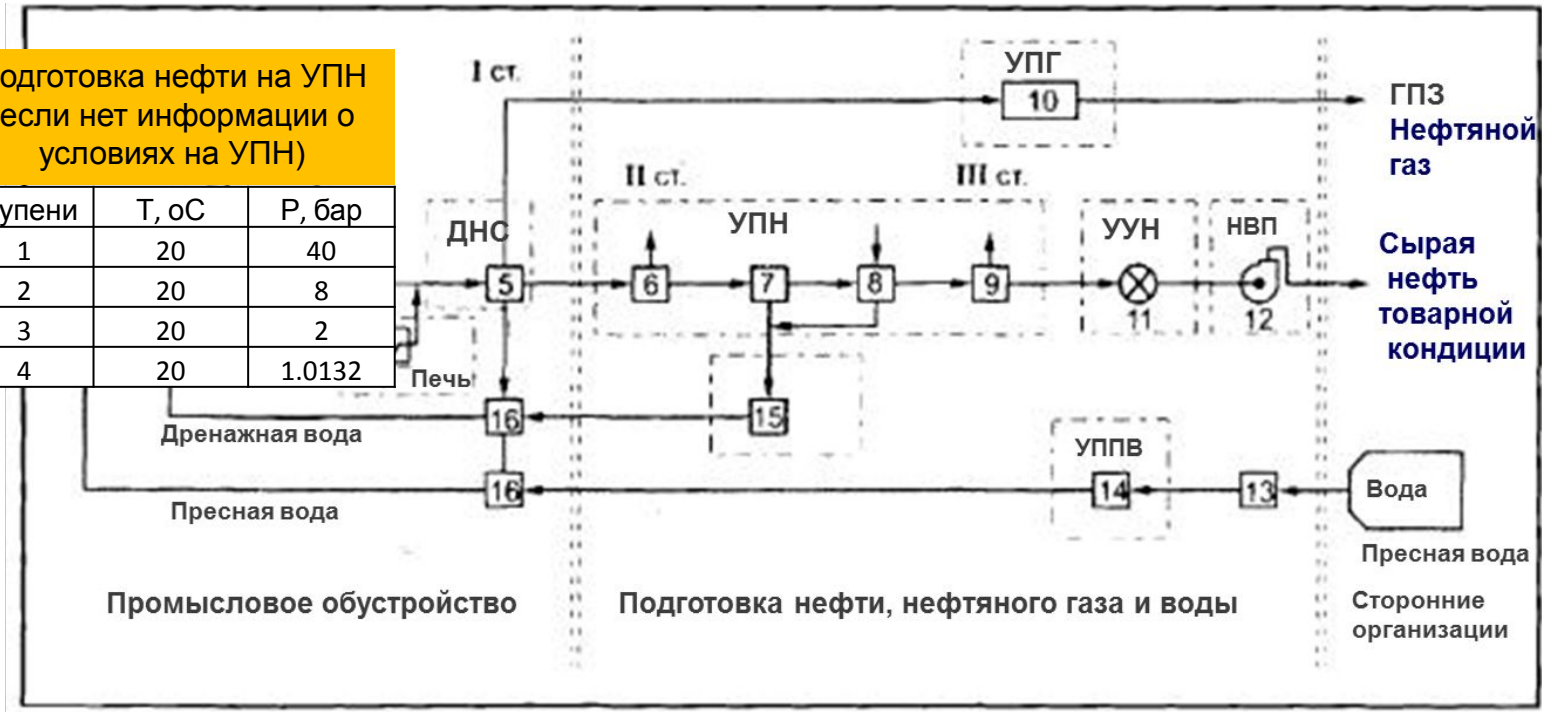 одготовка нефти на УПН
если нет информации о
условиях на УПН)
упени T, оС P, бар
1 20 40
2 20 8
3 20 2
4 20 1.0132
I ст.
УПГ
10
ГПЗ
Нефтяной
газ
II ст.
III ст.
ДНС
УПН
УУН
НВП
5
6
7
8
9
11
12
Сырая
нефть
товарной
кондиции
Печь
16
15
Дренажная вода
УППВ
16
14
13
Вода
Пресная вода
Пресная вода
Промысловое обустройство
Подготовка нефти, нефтяного газа и воды
Сторонние
организации